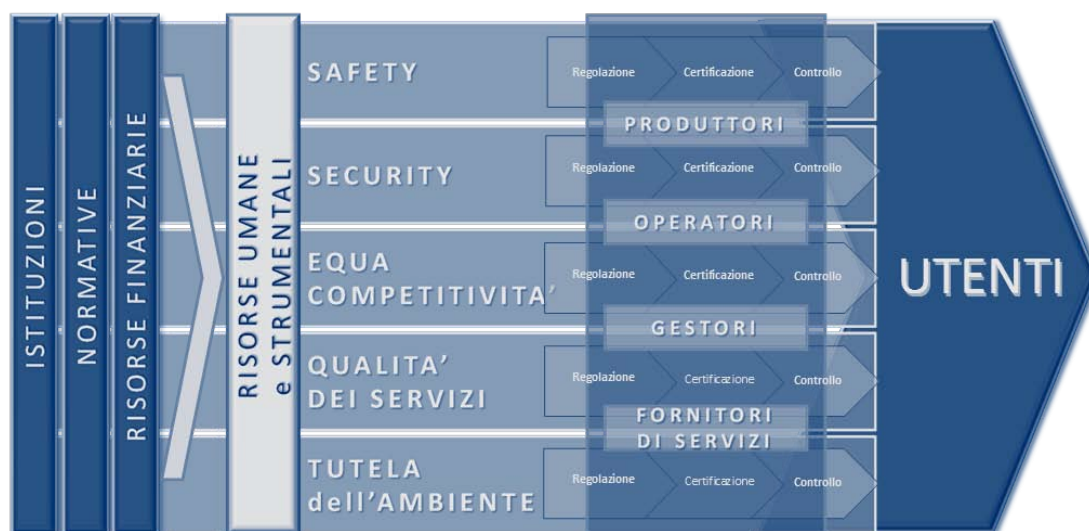 ISTITUZIONI
NORMATIVE
RISORSE FINANZIARIE
RISORSE UMANE
e STRUMENTALI
SAFETY
Regolazione
Certificazione
Controllo
PRODUTTORI
SECURITY
Regolazione
Certificazione
Controllo
OPERATORI
EQUA
COMPETITIVITA'
Regolazione
Certificazione
Controllo
GESTORI
QUALITA'
DEI SERVIZI
Regolazione
Certificazione
Controllo
FORNITORI
DI SERVIZI
TUTELA
dell'AMBIENTE
Regolazione
Certificazione
Controllo
UTENTI